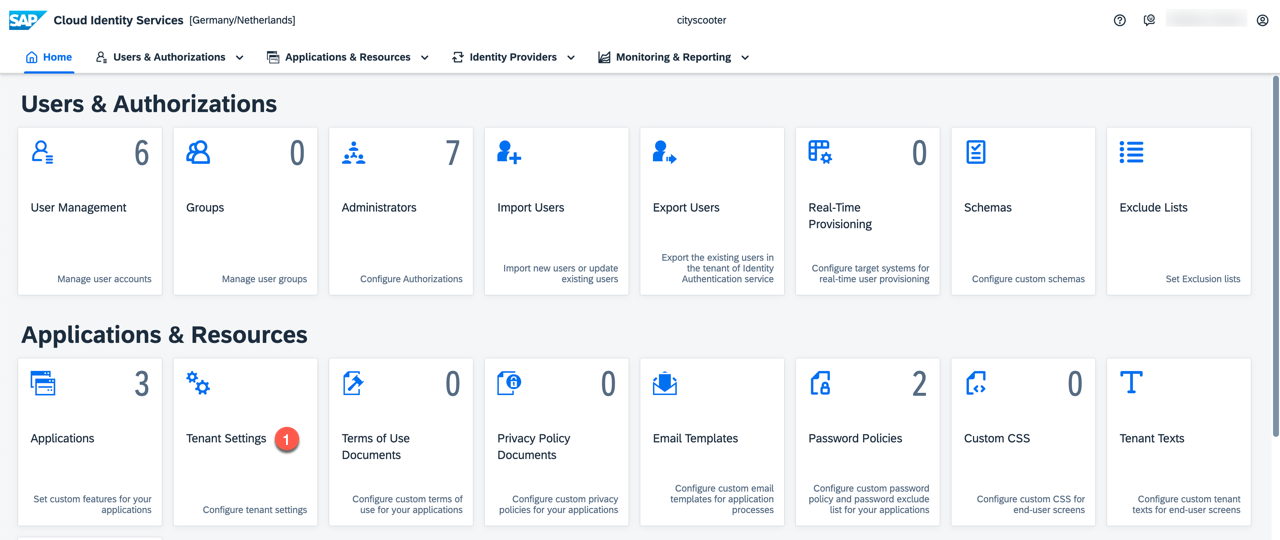 SAP Cloud Identity Services [Germany/Netherlands]
cityscooter
Home
Users & Authorizations
Applications & Resources
Identity Providers
Monitoring & Reporting
Users & Authorizations
6
User Management
Manage user accounts
0
Groups
Manage user groups
7
Administrators
Configure Authorizations
Import Users
Import new users or update
existing users
Export Users
Export the existing users in
the tenant of Identity
Authentication service
0
Real-Time
Provisioning
Configure target systems for
real-time user provisioning
Schemas
Configure custom schemas
Exclude Lists
Set Exclusion lists
Applications & Resources
3
Applications
Set custom features for your
applications
Tenant Settings
1
Configure tenant settings
0
Terms of Use
Documents
Configure custom terms of
use for your applications
0
Privacy Policy
Documents
Configure custom privacy
policies for your applications
Email Templates
Configure custom email
templates for application
processes
2
Password Policies
Configure custom password
policy and password exclude
list for your applications
0
Custom CSS
Configure custom CSS for
end-user screens
Tenant Texts
Configure custom tenant
texts for end-user screens